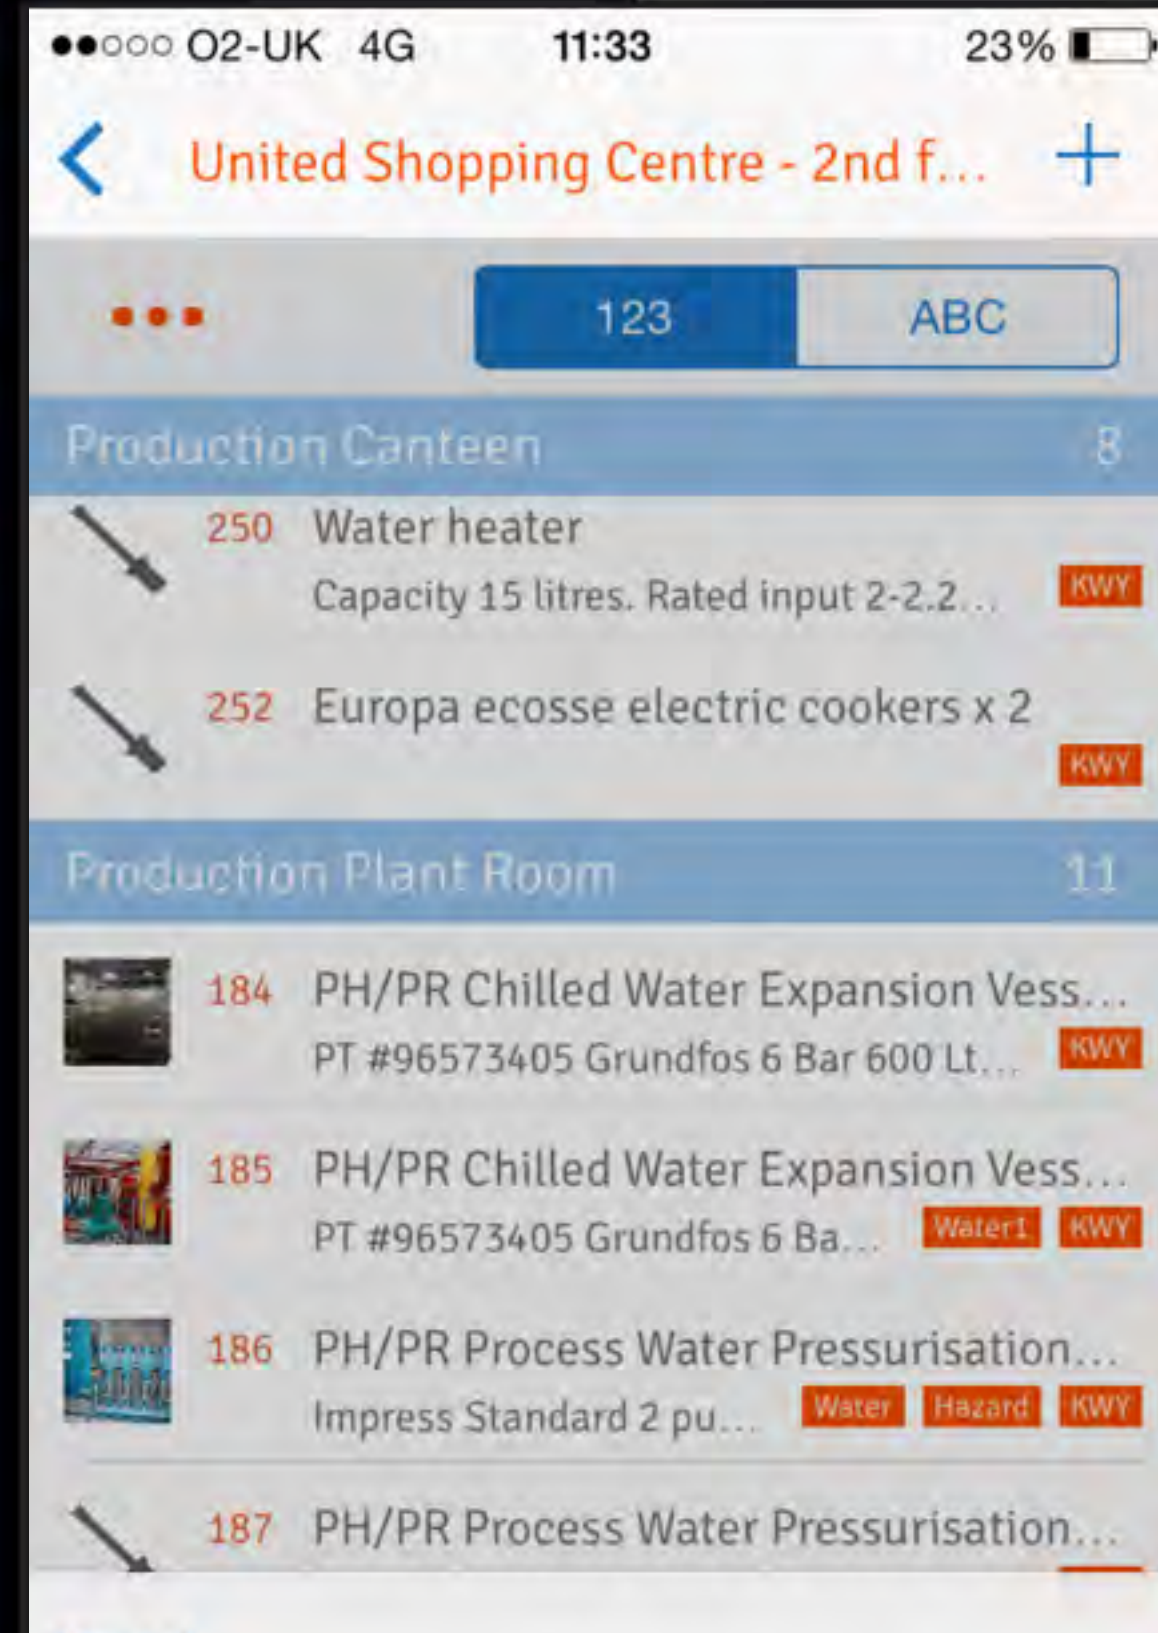 O2-UK 4G 11:33 23%
United Shopping Centre - 2nd f...
123 ABC
Production Canteen 8
250 Water heater
Capacity 15 litres. Rated input 2-2.2... KWY
252 Europa ecosse electric cookers x 2
KWY
Production Plant Room 11
184 PH/PR Chilled Water Expansion Vess...
PT #96573405 Grundfos 6 Bar 600 Lt... KWY
185 PH/PR Chilled Water Expansion Vess...
PT #96573405 Grundfos 6 Ba... Water1 KWY
186 PH/PR Process Water Pressurisation...
Impress Standard 2 pu... Water Hazard KWY
187 PH/PR Process Water Pressurisation...